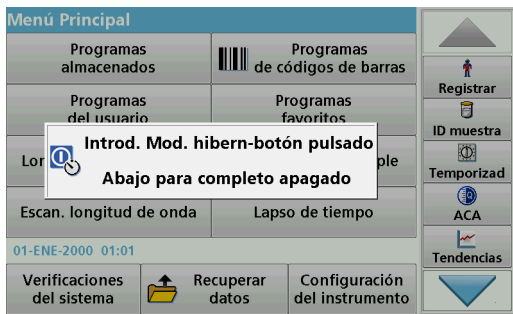 Menú Principal
Programas
almacenados
Programas
de códigos de barras
Programas
del usuario
Programas
favoritos
Introd. Mod. hibern-botón pulsado
Abajo para completo apagado
Escan. longitud de onda
Lapso de tiempo
01-ENE-2000 01:01
Verificaciones
del sistema
Recuperar
datos
Configuración
del instrumento
Registrar
ID muestra
Temporizad
ACA
Tendencias